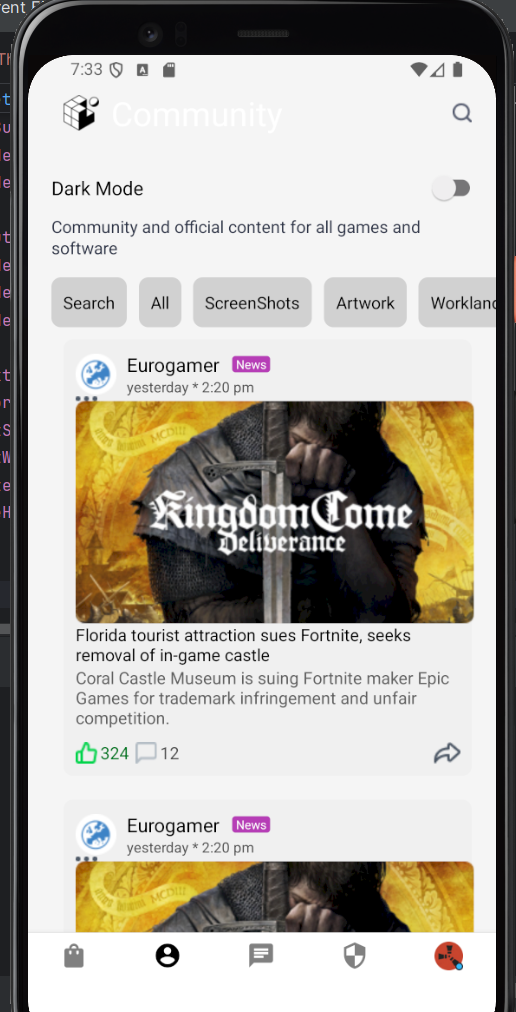 rent
7:33
Community
Dark Mode
Community and official content for all games and
software
Search
All
ScreenShots
Artwork
Workland
Eurogamer
News
yesterday * 2:20 pm
MCDIII
Kingdom Come
Deliverance
Florida tourist attraction sues Fortnite, seeks
removal of in-game castle
Coral Castle Museum is suing Fortnite maker Epic
Games for trademark infringement and unfair
competition.
324
12
Eurogamer
News
yesterday * 2:20 pm